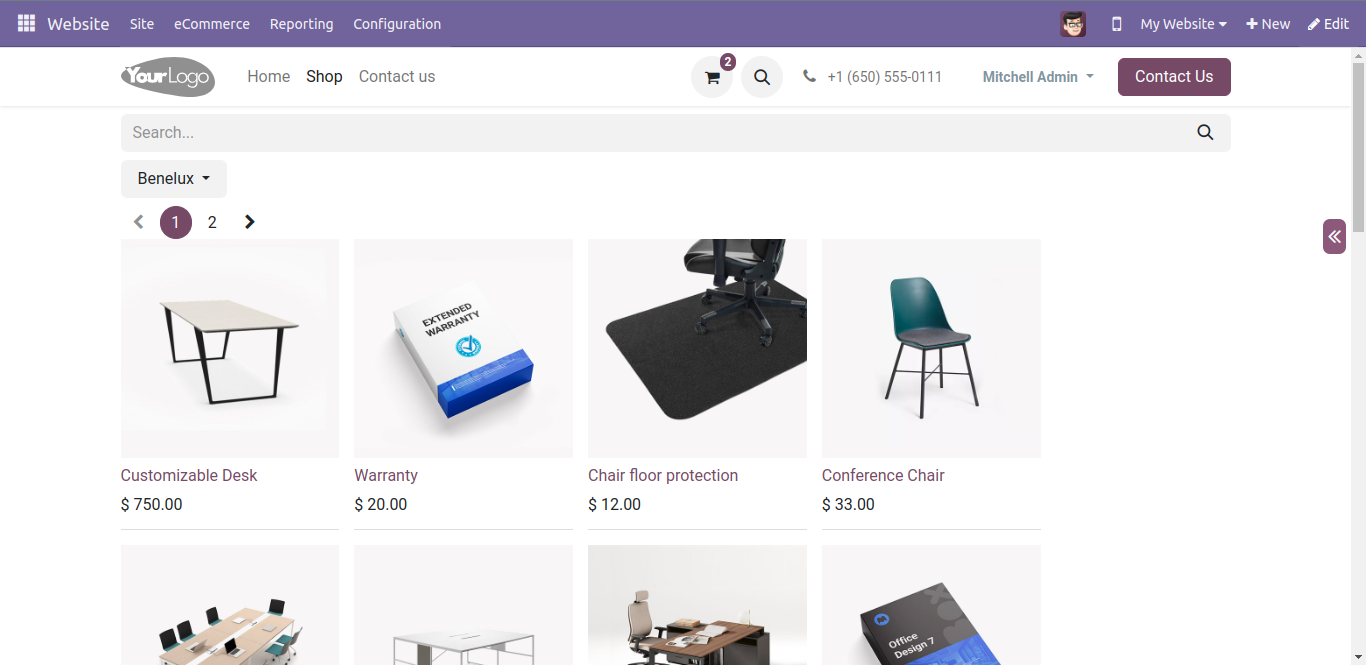 Website Site eCommerce Reporting Configuration My Website New Edit
YourLogo Home Shop Contact us 2 +1 (650) 555-0111 Mitchell Admin Contact Us
Search...
Benelux
1 2
EXTENDED
WARRANTY
Customizable Desk Warranty Chair floor protection Conference Chair
$ 750.00 $ 20.00 $ 12.00 $ 33.00
Office
Design 7